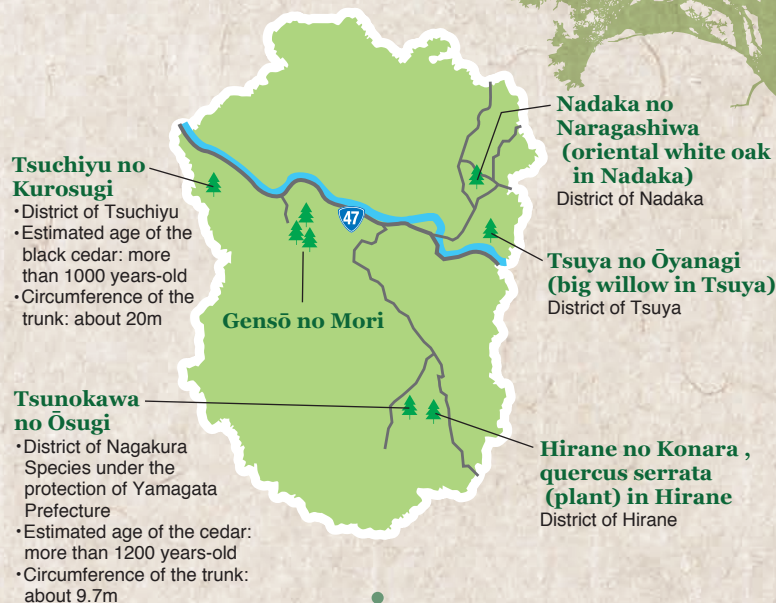 Tsuchiyu no
Kurosugi
・District of Tsuchiyu
・Estimated age of the
black cedar: more
than 1000 years-old
・Circumference of the
trunk: about 20m
Gensō no Mori
47
Nadaka no
Naragashiwa
(oriental white oak
in Nadaka)
District of Nadaka
Tsuya no Ōyanagi
(big willow in Tsuya)
District of Tsuya
Tsunokawa
no Ōsugi
・District of Nagakura
Species under the
protection of Yamagata
Prefecture
・Estimated age of the cedar:
more than 1200 years-old
・Circumference of the trunk:
about 9.7m
Hirane no Konara ,
quercus serrata
(plant) in Hirane
District of Hirane